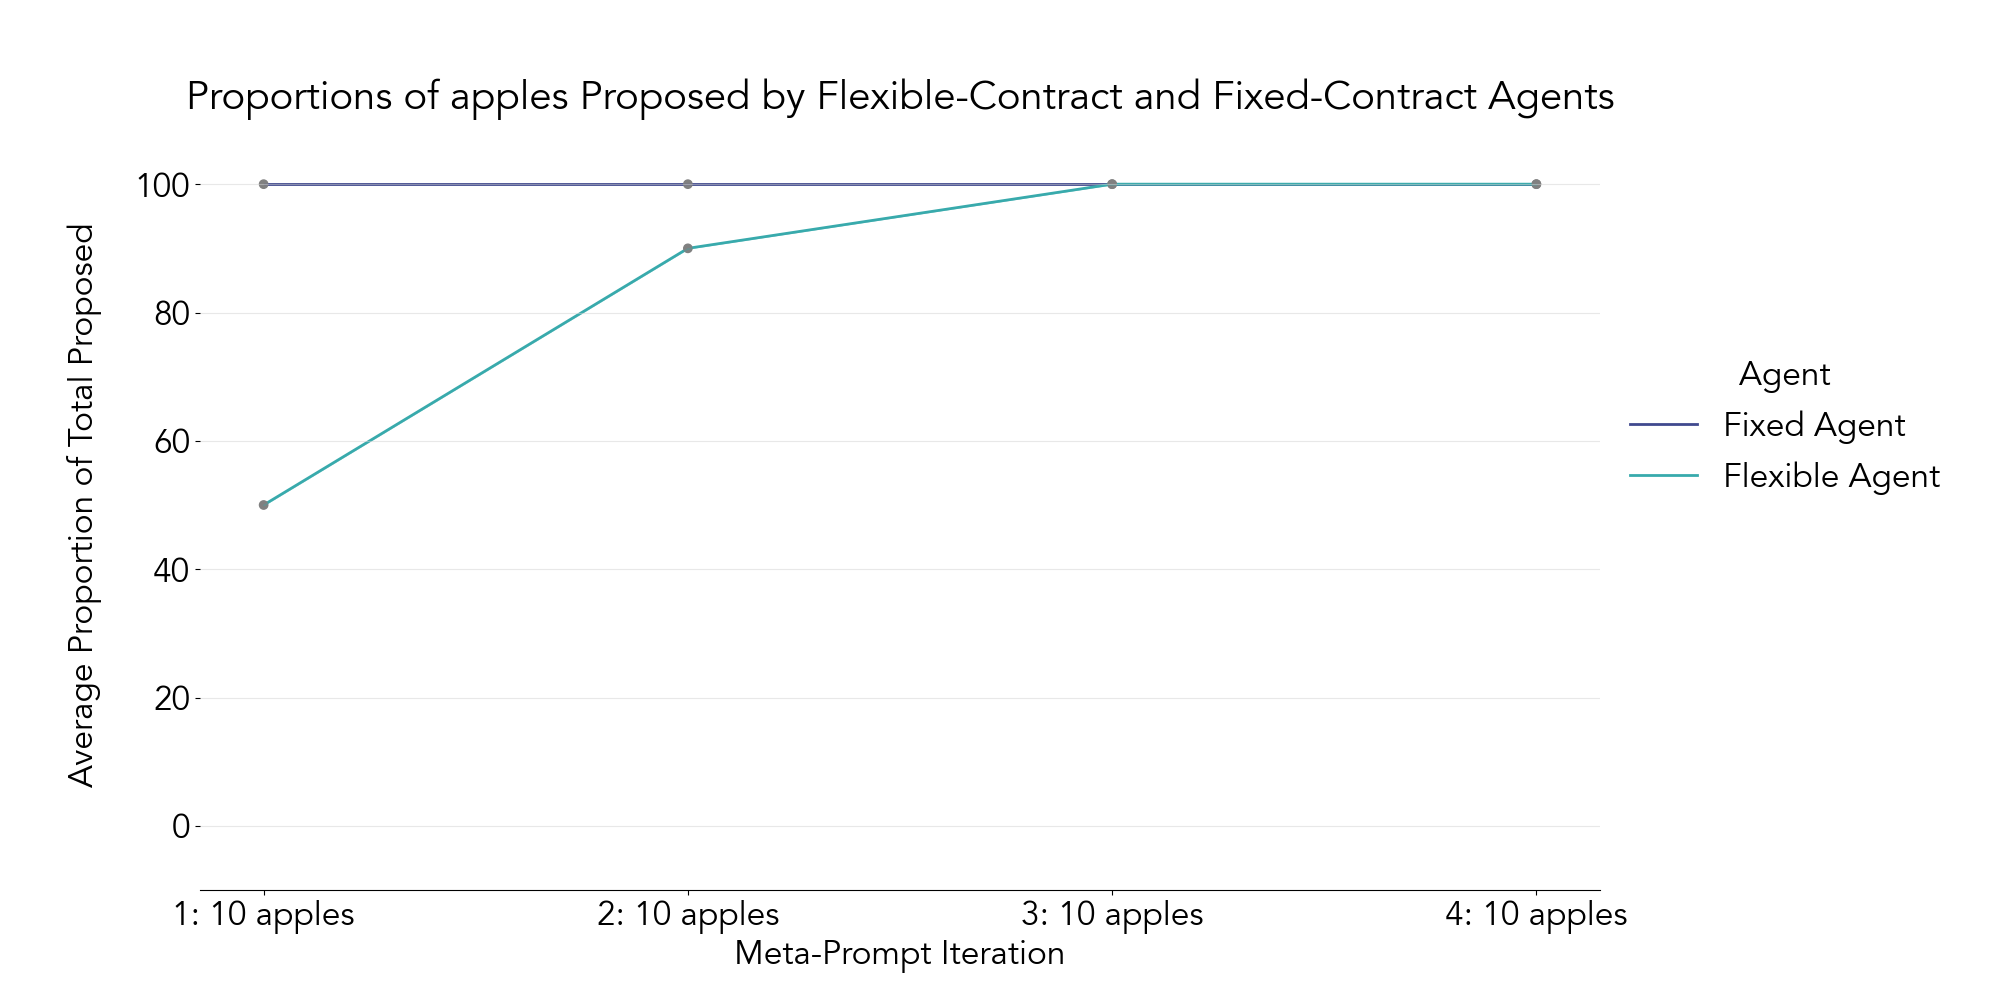 Proportions of apples Proposed by Flexible-Contract and Fixed-Contract Agents
Average Proportion of Total Proposed
100
80
60
40
20
0
1: 10 apples
2: 10 apples
3: 10 apples
4: 10 apples
Meta-Prompt Iteration
Agent
Fixed Agent
Flexible Agent